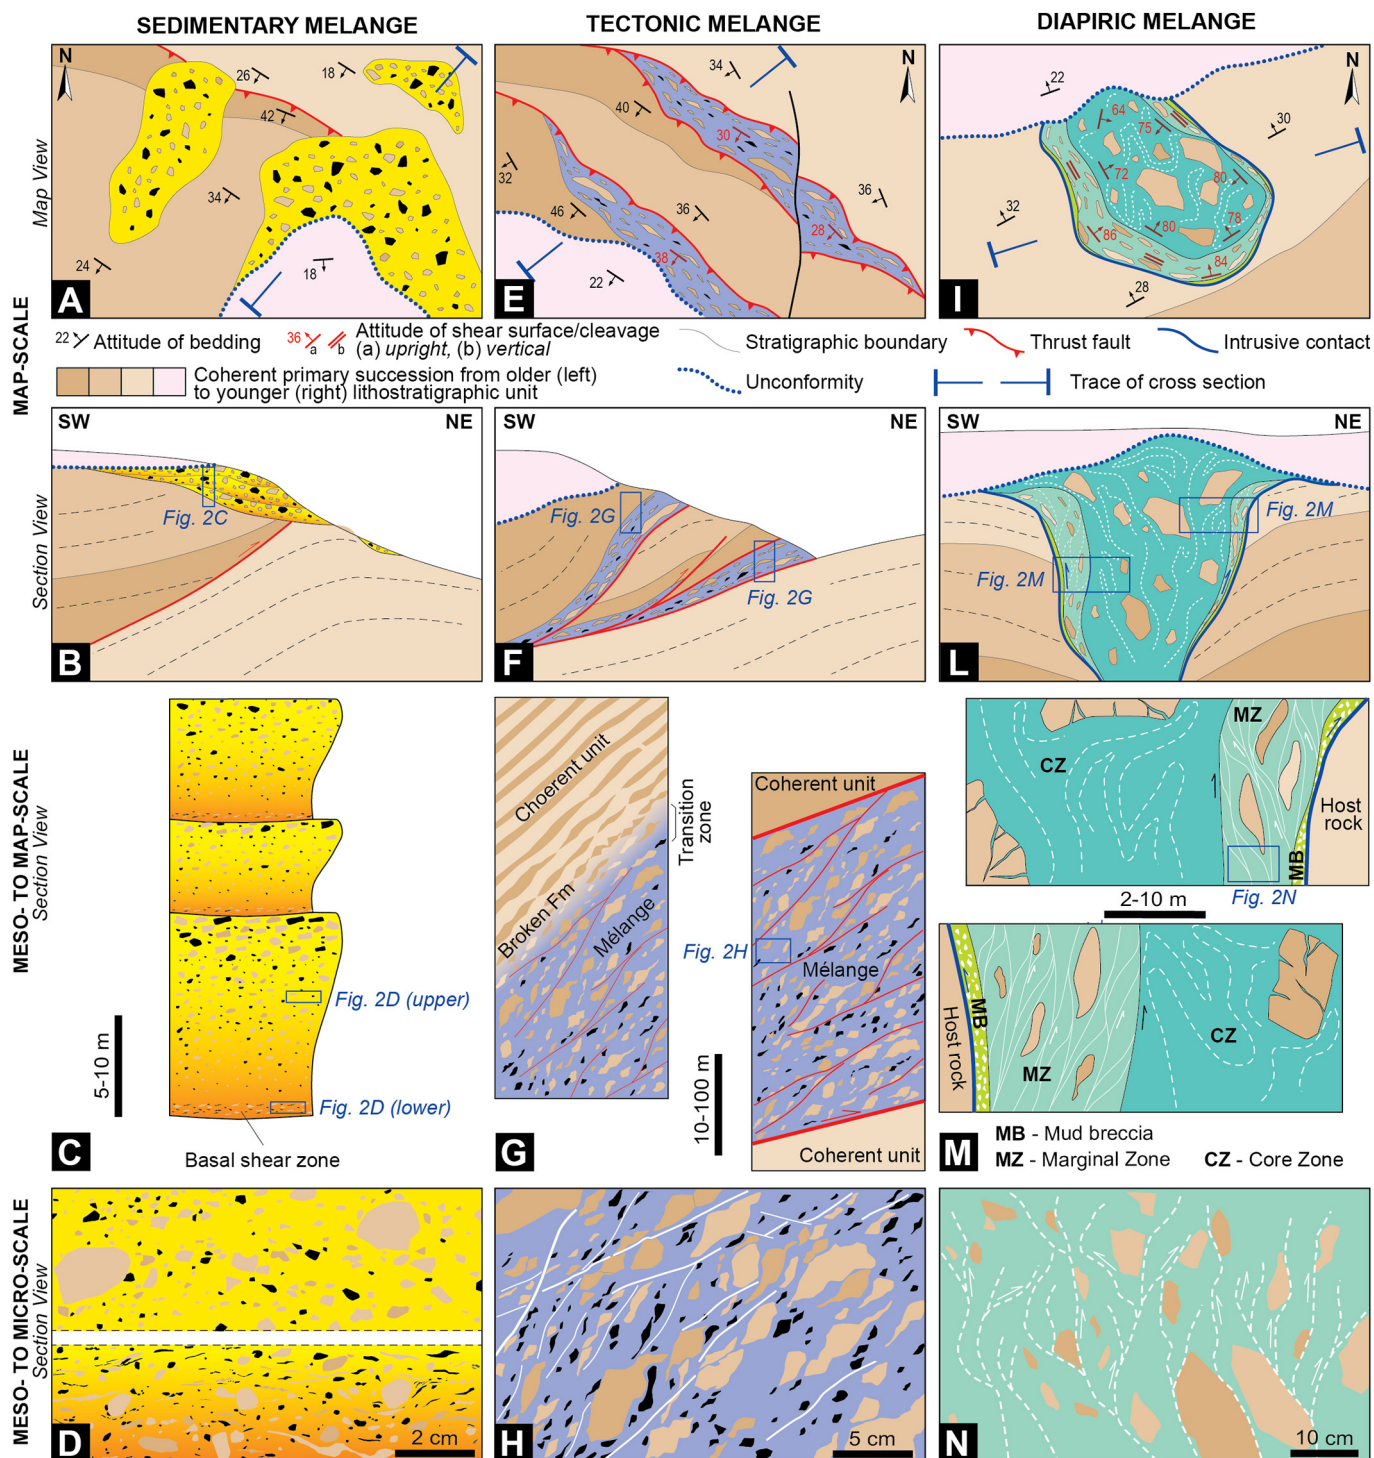 SEDIMENTARY MELANGE
TECTONIC MELANGE
DIAPIRIC MELANGE
MAP-SCALE
Map View
N
26
18
42
34
24
18
A
N
34
40
30
32
46
36
36
28
38
22
E
N
22
64
75
30
72
80
32
86
80
78
84
28
I
22 Attitude of bedding
36 a b Attitude of shear surface/cleavage
(a) upright, (b) vertical
Stratigraphic boundary
Thrust fault
Intrusive contact
Coherent primary succession from older (left)
to younger (right) lithostratigraphic unit
Unconformity
Trace of cross section
Section View
SW NE
Fig. 2C
B
SW NE
Fig. 2G
Fig. 2G
F
SW NE
Fig. 2M
Fig. 2M
L
MESO- TO MAP-SCALE
Section View
5-10 m
Fig. 2D (upper)
Fig. 2D (lower)
Basal shear zone
C
Choerent unit
Transition
zone
Broken Fm
Mélange
Coherent unit
Fig. 2H
Mélange
10-100 m
Coherent unit
G
CZ
MZ
Host
rock
MB
2-10 m
Fig. 2N
Host rock
MB
MZ
CZ
M
MB - Mud breccia
MZ - Marginal Zone
CZ - Core Zone
MESO- TO MICRO-SCALE
Section View
D
2 cm
H
5 cm
N
10 cm